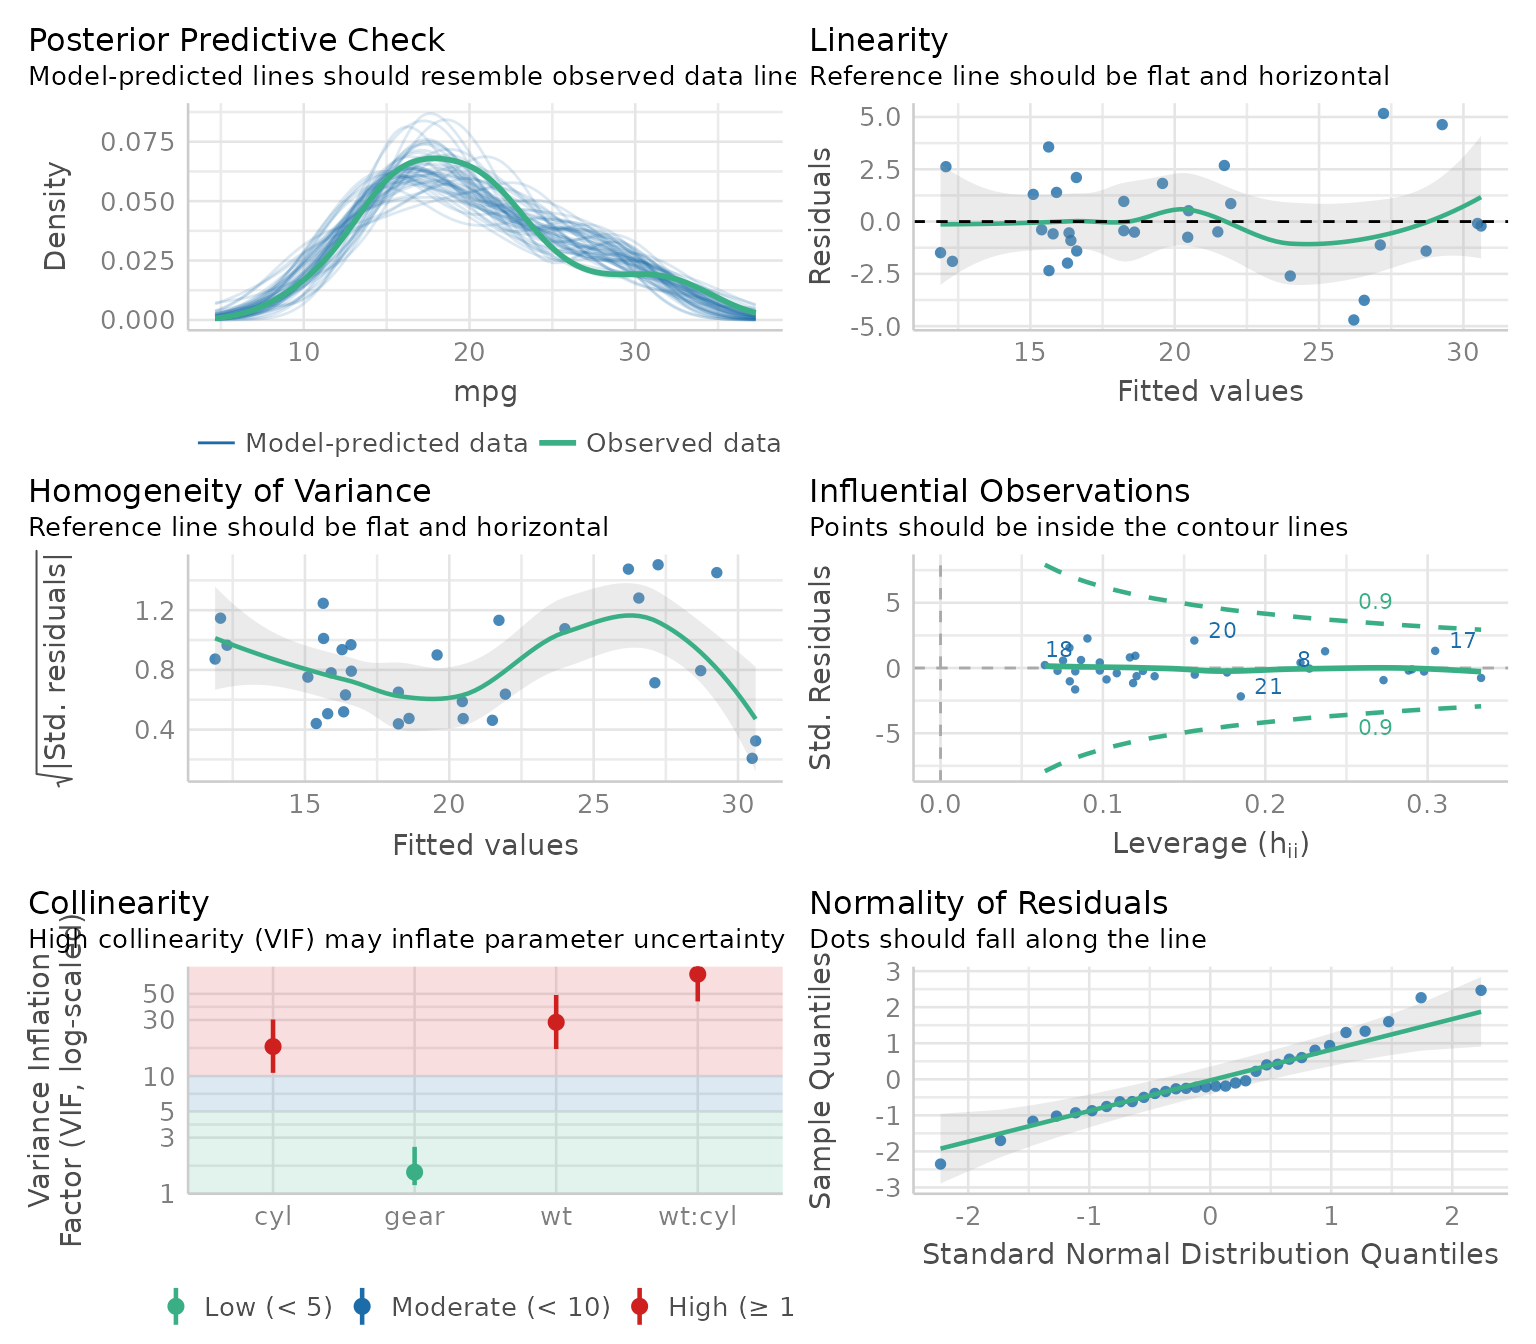 Posterior Predictive Check
Model-predicted lines should resemble observed data line
Density
0.075
0.050
0.025
0.000
10 20 30
mpg
Model-predicted data Observed data
Linearity
Reference line should be flat and horizontal
Residuals
5.0
2.5
0.0
-2.5
-5.0
15 20 25 30
Fitted values
Homogeneity of Variance
Reference line should be flat and horizontal
√|Std. residuals|
1.2
0.8
0.4
15 20 25 30
Fitted values
Influential Observations
Points should be inside the contour lines
Std. Residuals
5
0
-5
0.9
20
18
8
17
21
0.9
0.0 0.1 0.2 0.3
Leverage (hii)
Collinearity
High collinearity (VIF) may inflate parameter uncertainty
Variance Inflation
Factor (VIF, log-scaled)
50
30
10
5
3
1
cyl gear wt wt:cyl
Low (< 5) Moderate (< 10) High (≥ 1
Normality of Residuals
Dots should fall along the line
Sample Quantiles
3
2
1
0
-1
-2
-3
-2 -1 0 1 2
Standard Normal Distribution Quantiles